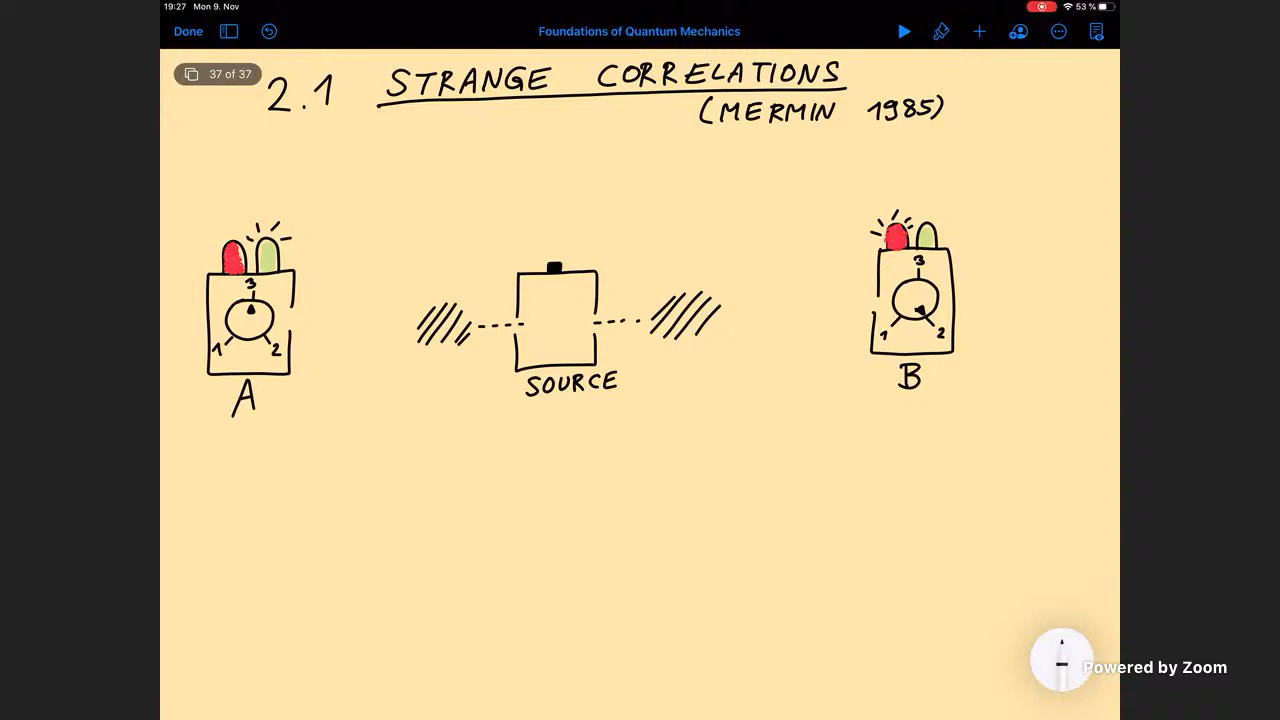 19:27 Mon 9. Nov 53 %
Done Foundations of Quantum Mechanics
37 of 37
2.1 STRANGE CORRELATIONS
(MERMIN 1985)
3
1 2
A
SOURCE
3
1 2
B
Powered by Zoom